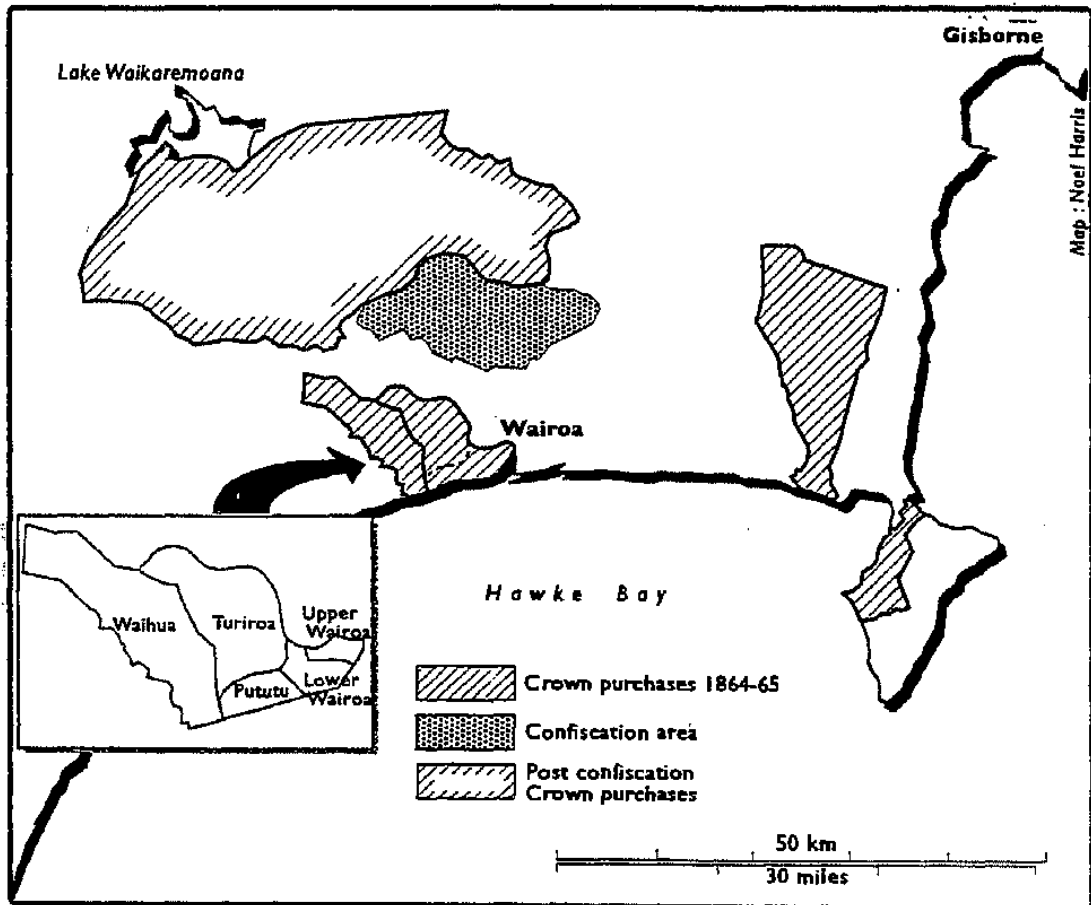 Gisborne
Lake Waikaremoana
Map : Noel Harris
Wairoa
Hawke Bay
Waihua
Turiroa
Upper
Wairoa
Pututu
Lower
Wairoa
Crown purchases 1864-65
Confiscation area
Post confiscation
Crown purchases
50 km
30 miles